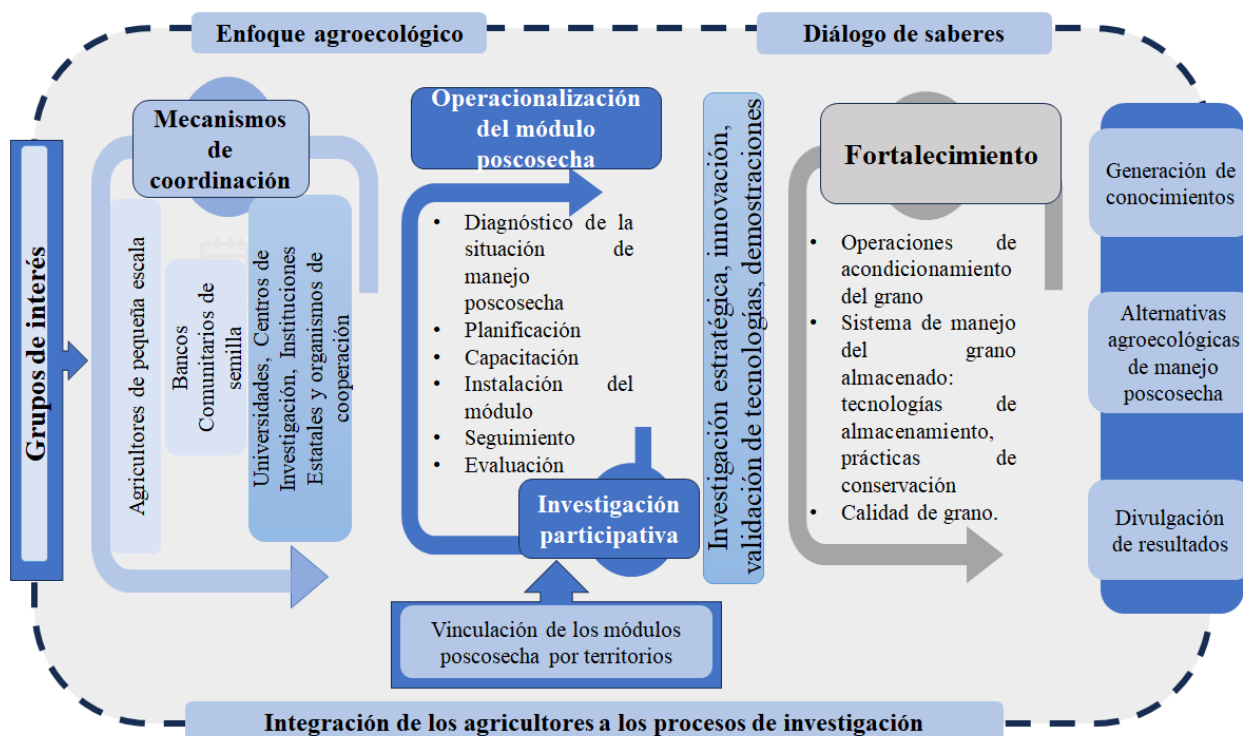 Enfoque agroecológico
Diálogo de saberes
Grupos de interés
Mecanismos
de
coordinación
Agricultores de pequeña escala
Bancos
Comunitarios de
semilla
Universidades, Centros de
Investigación, Instituciones
Estatales y organismos de
cooperación
Operacionalización
del módulo
poscosecha
• Diagnóstico de la
situación de
manejo
poscosecha
• Planificación
• Capacitación
• Instalación del
módulo
• Seguimiento
• Evaluación
Investigación
participativa
Vinculación de los módulos
poscosecha por territorios
Investigación estratégica, innovación,
validación de tecnologías, demostraciones
Fortalecimiento
• Operaciones de
acondicionamiento
del grano
• Sistema de manejo
del grano
almacenado:
tecnologías de
almacenamiento,
prácticas de
conservación
• Calidad de grano.
Generación de
conocimientos
Alternativas
agroecológicas
de manejo
poscosecha
Divulgación
de resultados
Integración de los agricultores a los procesos de investigación